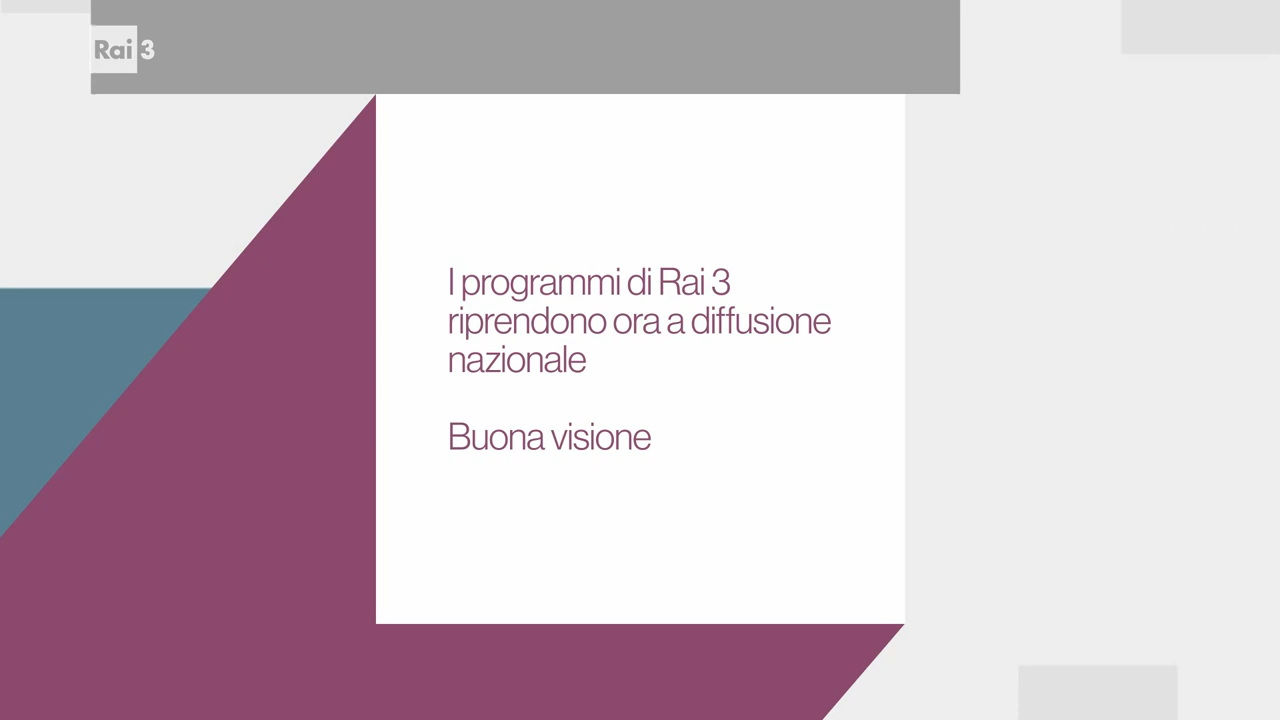 Rai 3
I programmi di Rai 3
riprendono ora a diffusione
nazionale
Buona visione